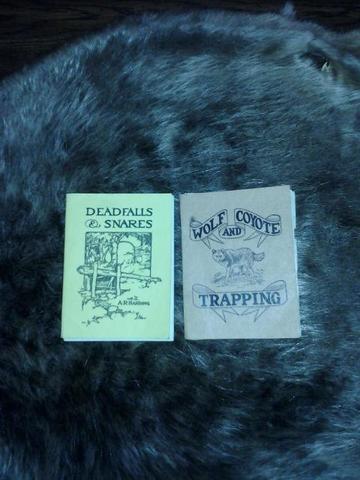 DEADFALLS
& SNARES
A.R. HARDING
WOLF AND COYOTE
TRAPPING